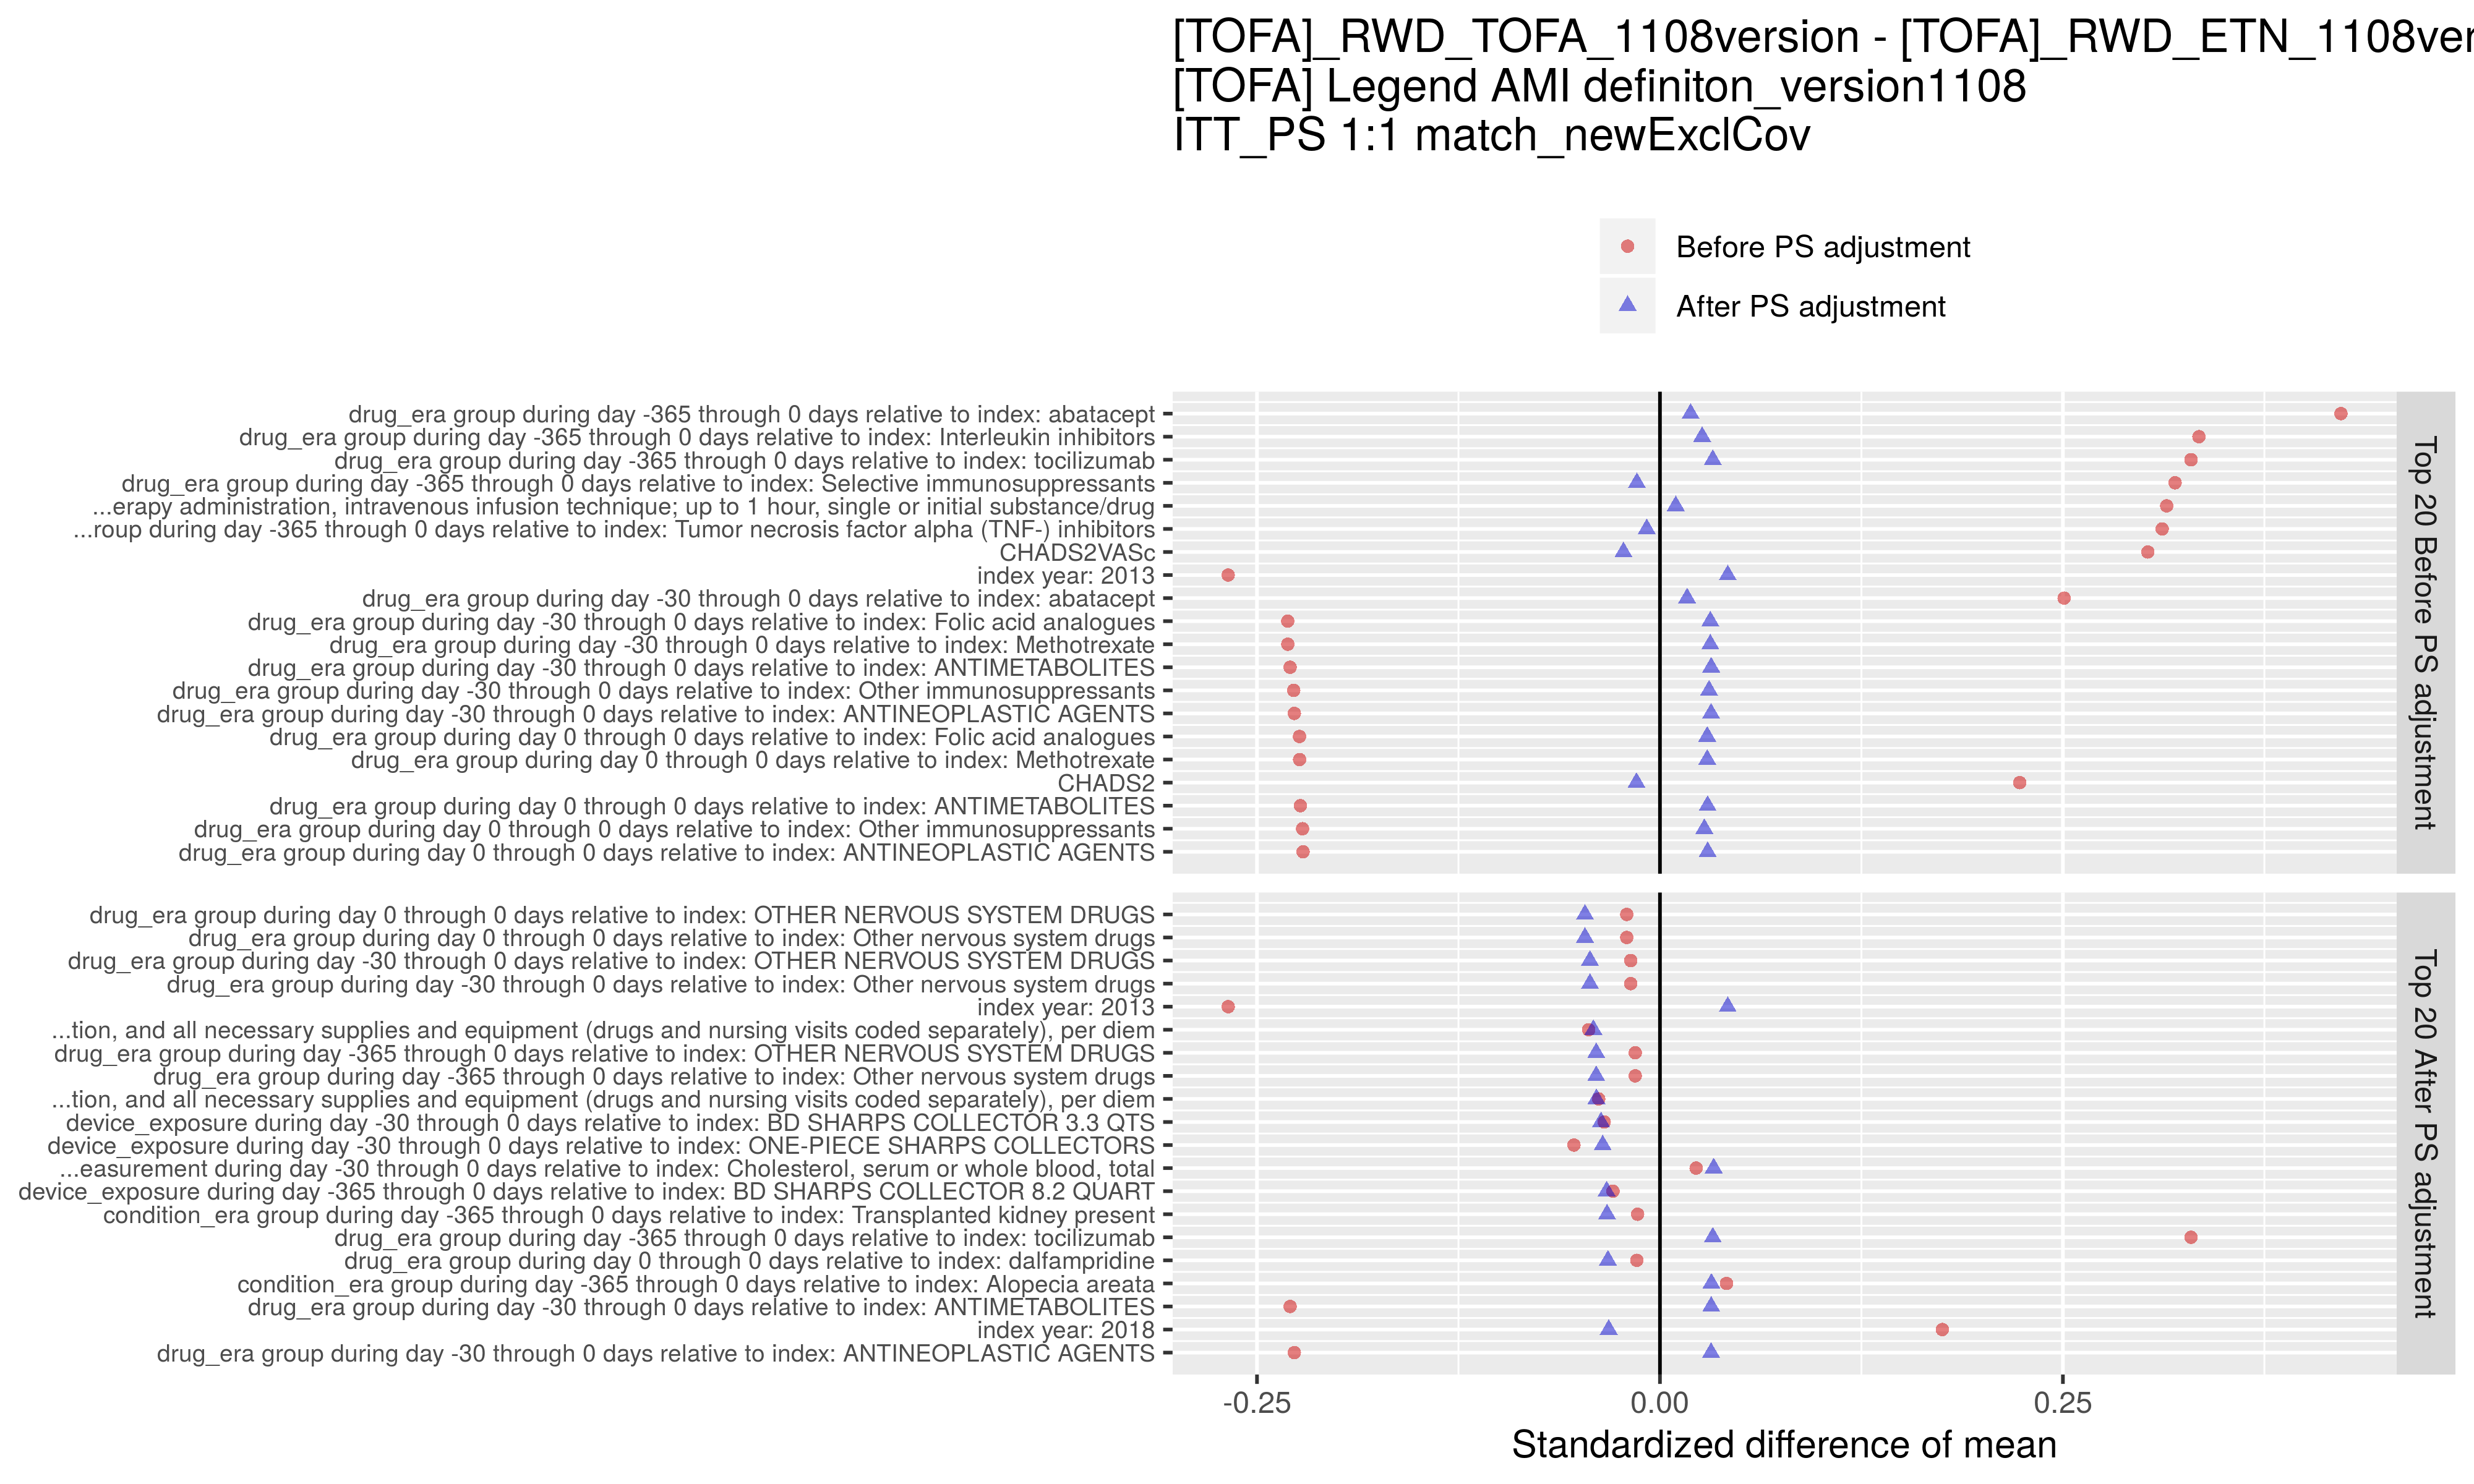 [TOFA]_RWD_TOFA_1108version - [TOFA]_RWD_ETN_1108ver
[TOFA] Legend AMI definiton_version1108
ITT_PS 1:1 match_newExclCov
Before PS adjustment
After PS adjustment
drug_era group during day -365 through 0 days relative to index: abatacept
drug_era group during day -365 through 0 days relative to index: Interleukin inhibitors
drug_era group during day -365 through 0 days relative to index: tocilizumab
drug_era group during day -365 through 0 days relative to index: Selective immunosuppressants
...erapy administration, intravenous infusion technique; up to 1 hour, single or initial substance/drug
...roup during day -365 through 0 days relative to index: Tumor necrosis factor alpha (TNF-) inhibitors
CHADS2VASc
index year: 2013
drug_era group during day -30 through 0 days relative to index: abatacept
drug_era group during day -30 through 0 days relative to index: Folic acid analogues
drug_era group during day -30 through 0 days relative to index: Methotrexate
drug_era group during day -30 through 0 days relative to index: ANTIMETABOLITES
drug_era group during day -30 through 0 days relative to index: Other immunosuppressants
drug_era group during day -30 through 0 days relative to index: ANTINEOPLASTIC AGENTS
drug_era group during day 0 through 0 days relative to index: Folic acid analogues
drug_era group during day 0 through 0 days relative to index: Methotrexate
CHADS2
drug_era group during day 0 through 0 days relative to index: ANTIMETABOLITES
drug_era group during day 0 through 0 days relative to index: Other immunosuppressants
drug_era group during day 0 through 0 days relative to index: ANTINEOPLASTIC AGENTS
Top 20 Before PS adjustment
drug_era group during day 0 through 0 days relative to index: OTHER NERVOUS SYSTEM DRUGS
drug_era group during day 0 through 0 days relative to index: Other nervous system drugs
drug_era group during day -30 through 0 days relative to index: OTHER NERVOUS SYSTEM DRUGS
drug_era group during day -30 through 0 days relative to index: Other nervous system drugs
index year: 2013
...tion, and all necessary supplies and equipment (drugs and nursing visits coded separately), per diem
drug_era group during day -365 through 0 days relative to index: OTHER NERVOUS SYSTEM DRUGS
drug_era group during day -365 through 0 days relative to index: Other nervous system drugs
...tion, and all necessary supplies and equipment (drugs and nursing visits coded separately), per diem
device_exposure during day -30 through 0 days relative to index: BD SHARPS COLLECTOR 3.3 QTS
device_exposure during day -30 through 0 days relative to index: ONE-PIECE SHARPS COLLECTORS
...easurement during day -30 through 0 days relative to index: Cholesterol, serum or whole blood, total
device_exposure during day -365 through 0 days relative to index: BD SHARPS COLLECTOR 8.2 QUART
condition_era group during day -365 through 0 days relative to index: Transplanted kidney present
drug_era group during day -365 through 0 days relative to index: tocilizumab
drug_era group during day 0 through 0 days relative to index: dalfampridine
condition_era group during day -365 through 0 days relative to index: Alopecia areata
drug_era group during day -30 through 0 days relative to index: ANTIMETABOLITES
index year: 2018
drug_era group during day -30 through 0 days relative to index: ANTINEOPLASTIC AGENTS
Top 20 After PS adjustment
-0.25
0.00
0.25
Standardized difference of mean